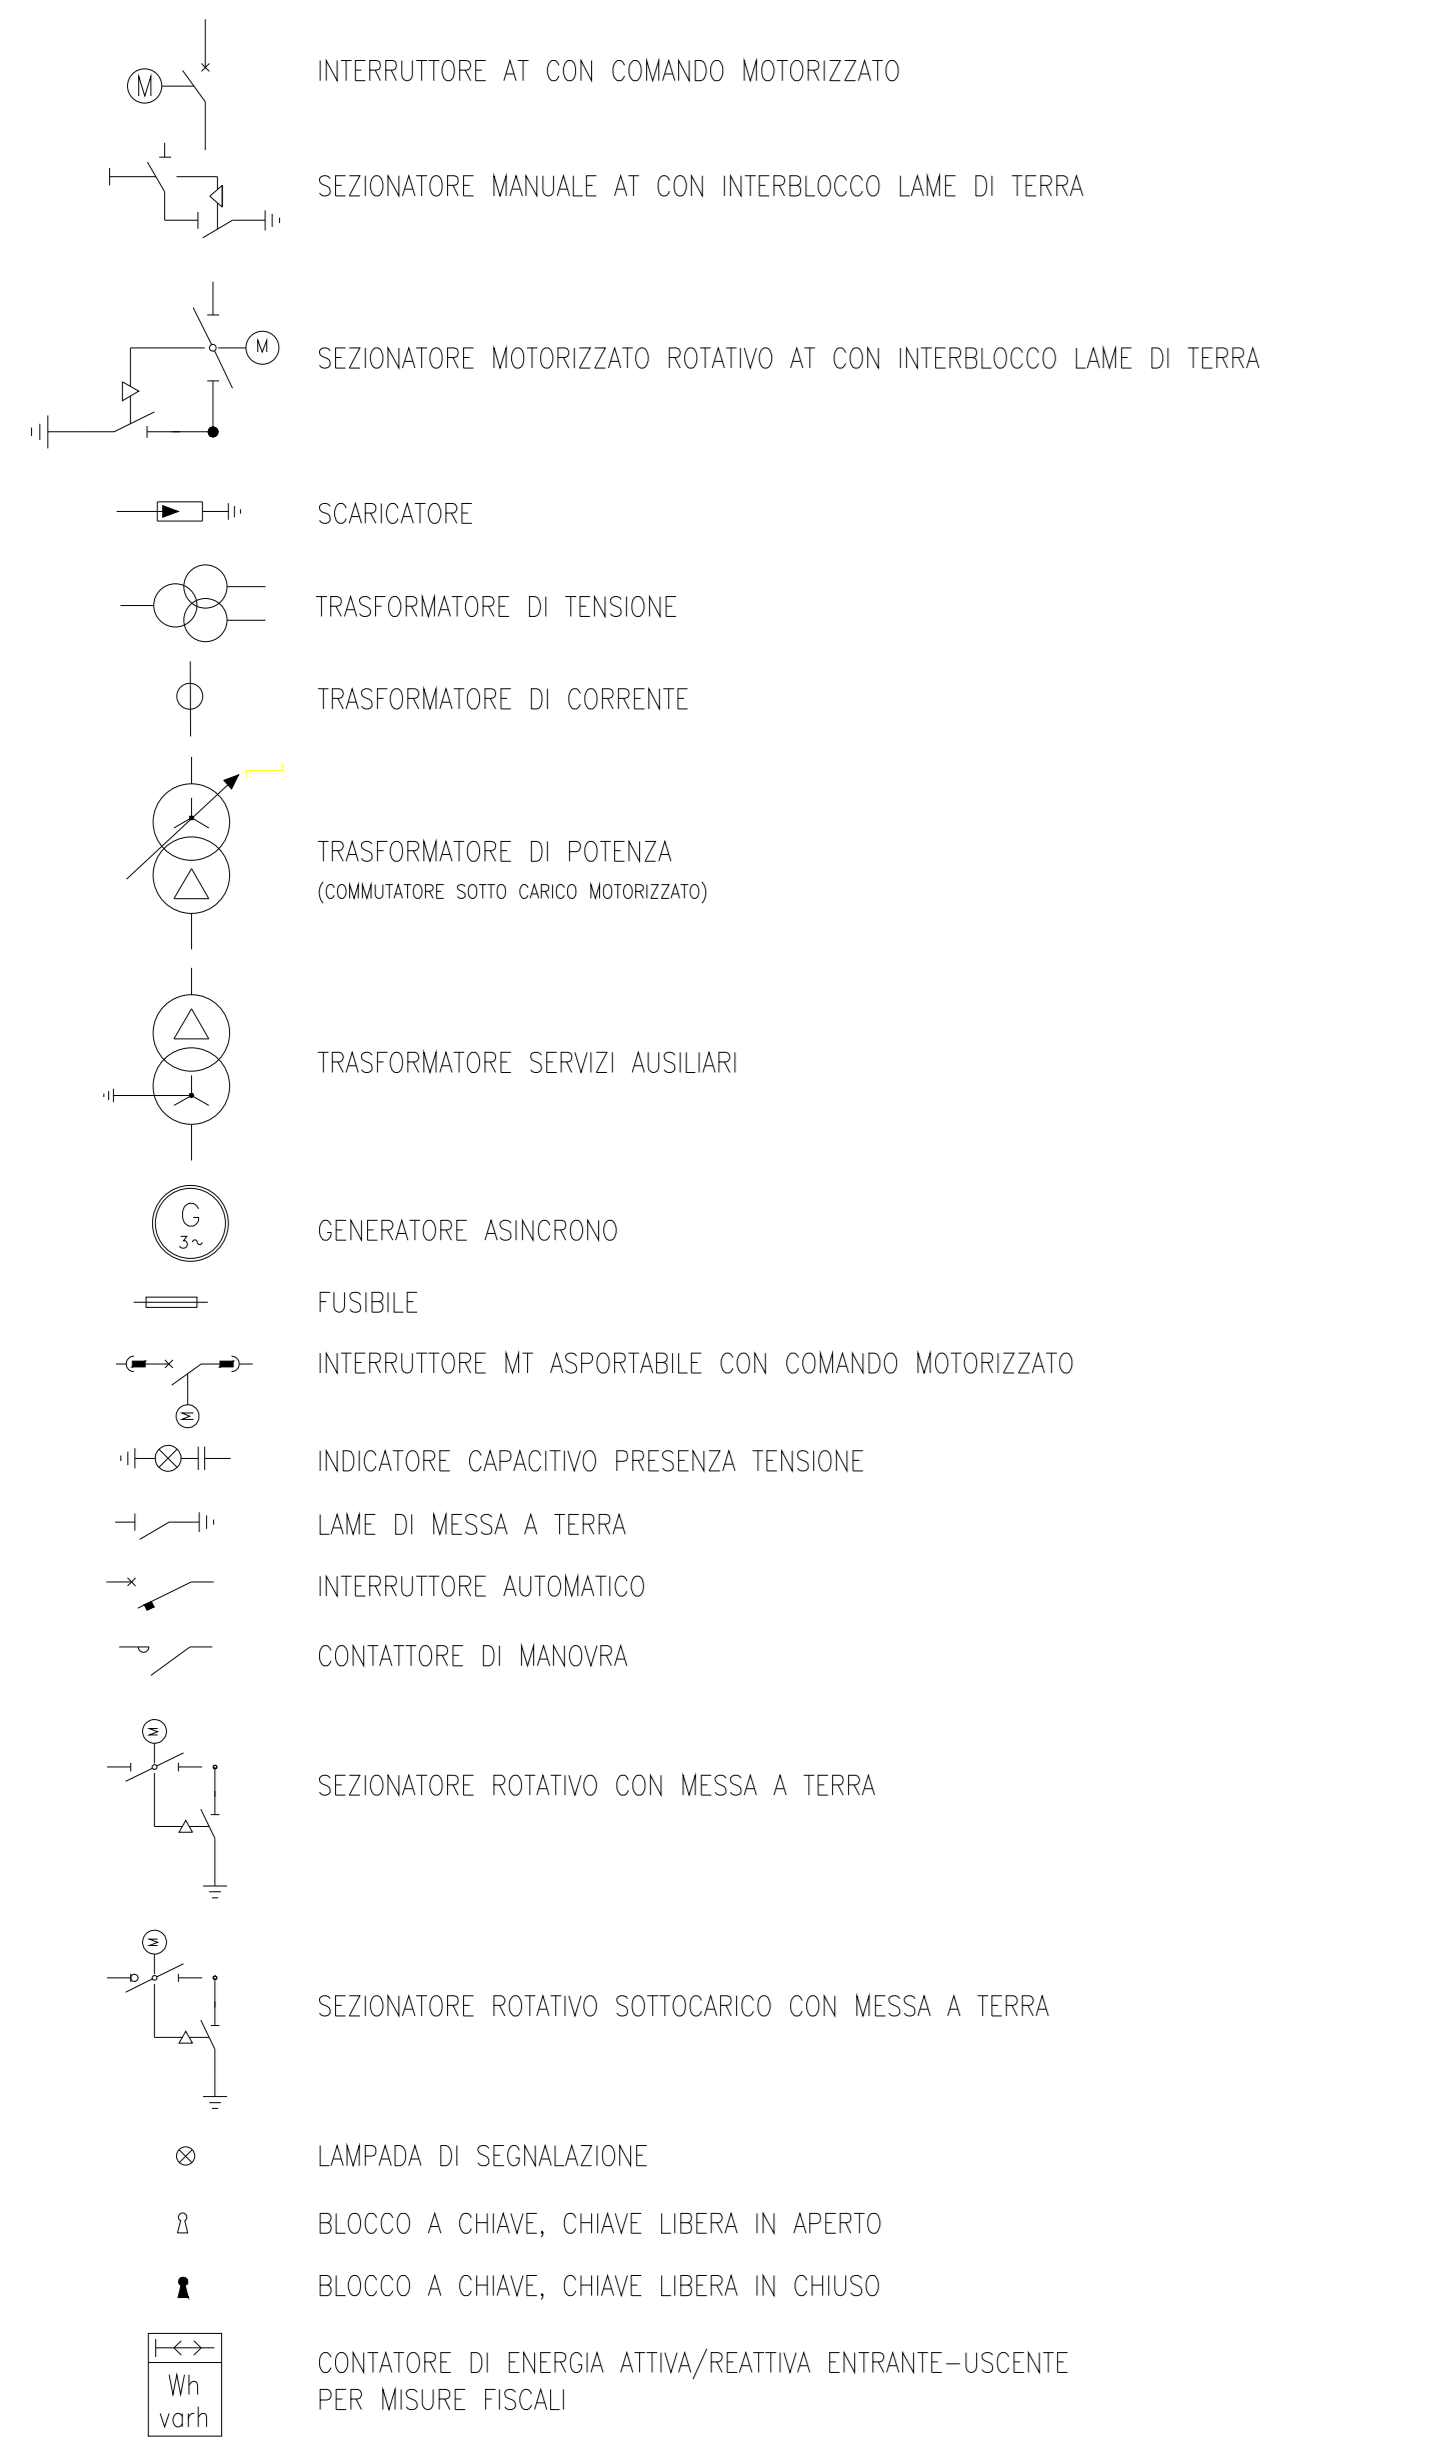 M
INTERRUTTORE AT CON COMANDO MOTORIZZATO
SEZIONATORE MANUALE AT CON INTERBLOCCO LAME DI TERRA
M
SEZIONATORE MOTORIZZATO ROTATIVO AT CON INTERBLOCCO LAME DI TERRA
SCARICATORE
TRASFORMATORE DI TENSIONE
TRASFORMATORE DI CORRENTE
TRASFORMATORE DI POTENZA
(COMMUTATORE SOTTO CARICO MOTORIZZATO)
TRASFORMATORE SERVIZI AUSILIARI
G
3~
GENERATORE ASINCRONO
FUSIBILE
INTERRUTTORE MT ASPORTABILE CON COMANDO MOTORIZZATO
M
INDICATORE CAPACITIVO PRESENZA TENSIONE
LAME DI MESSA A TERRA
INTERRUTTORE AUTOMATICO
CONTATTORE DI MANOVRA
M
SEZIONATORE ROTATIVO CON MESSA A TERRA
M
SEZIONATORE ROTATIVO SOTTOCARICO CON MESSA A TERRA
LAMPADA DI SEGNALAZIONE
BLOCCO A CHIAVE, CHIAVE LIBERA IN APERTO
BLOCCO A CHIAVE, CHIAVE LIBERA IN CHIUSO
Wh
varh
CONTATORE DI ENERGIA ATTIVA/REATTIVA ENTRANTE-USCENTE
PER MISURE FISCALI